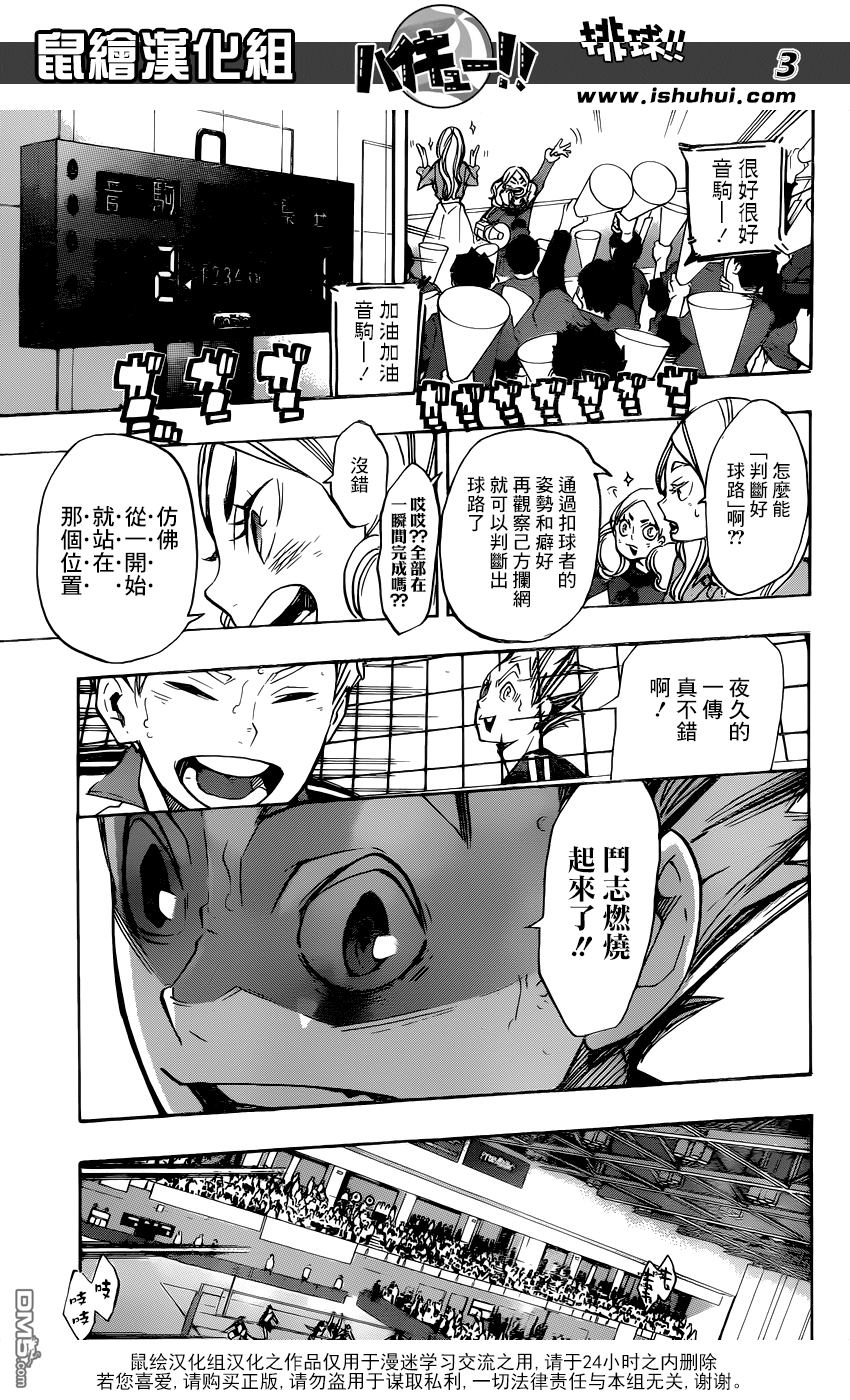 鼠繪漢化組
ハイキュー!!
排球!!
3
www.ishuhui.com
很好很好
音駒ー！
音駒
2
1
加油加油
音駒ー！
怎麼能
「判斷好
球路」啊??
通過扣球者的
姿勢和癖好
再觀察己方攔網
就可以判斷出
球路了
哎哎??全部在
一瞬間完成嗎??
沒錯
仿佛
從一開始
就站在
那個位置
夜久的
一傳
真不錯
啊！
鬥志燃燒
起來了!!
吱
吱
DM5.com
鼠绘汉化组汉化之作品仅用于漫迷学习交流之用, 请于24小时之内删除
若您喜爱, 请购买正版, 请勿盗用于谋取私利, 一切法律责任与本组无关, 谢谢。